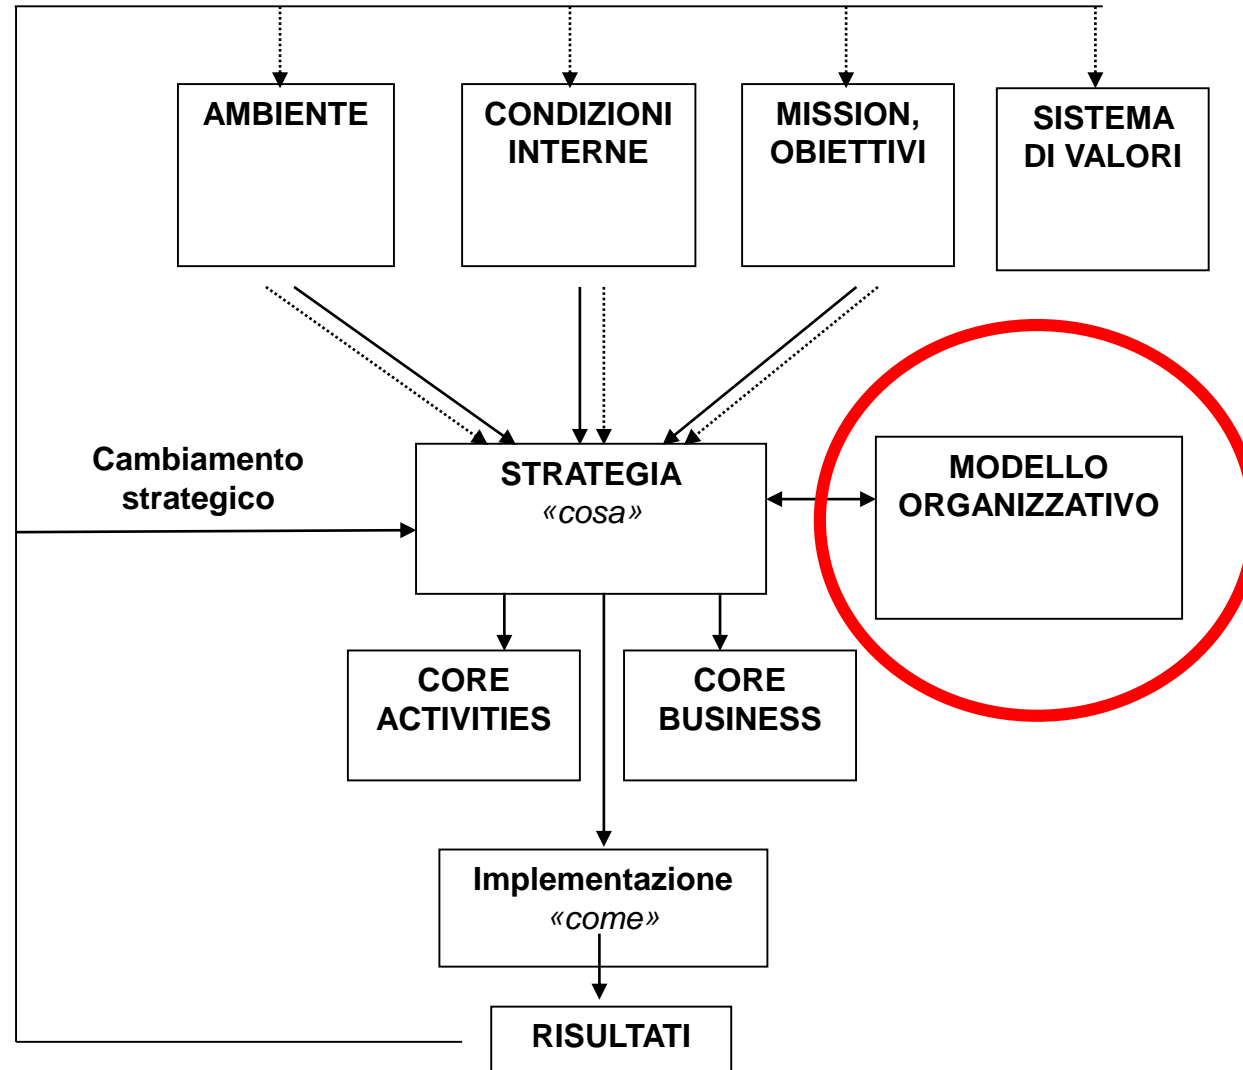 AMBIENTE
CONDIZIONI
INTERNE
MISSION,
OBIETTIVI
SISTEMA
DI VALORI
Cambiamento
strategico
STRATEGIA
«cosa»
MODELLO
ORGANIZZATIVO
CORE
ACTIVITIES
CORE
BUSINESS
Implementazione
«come»
RISULTATI